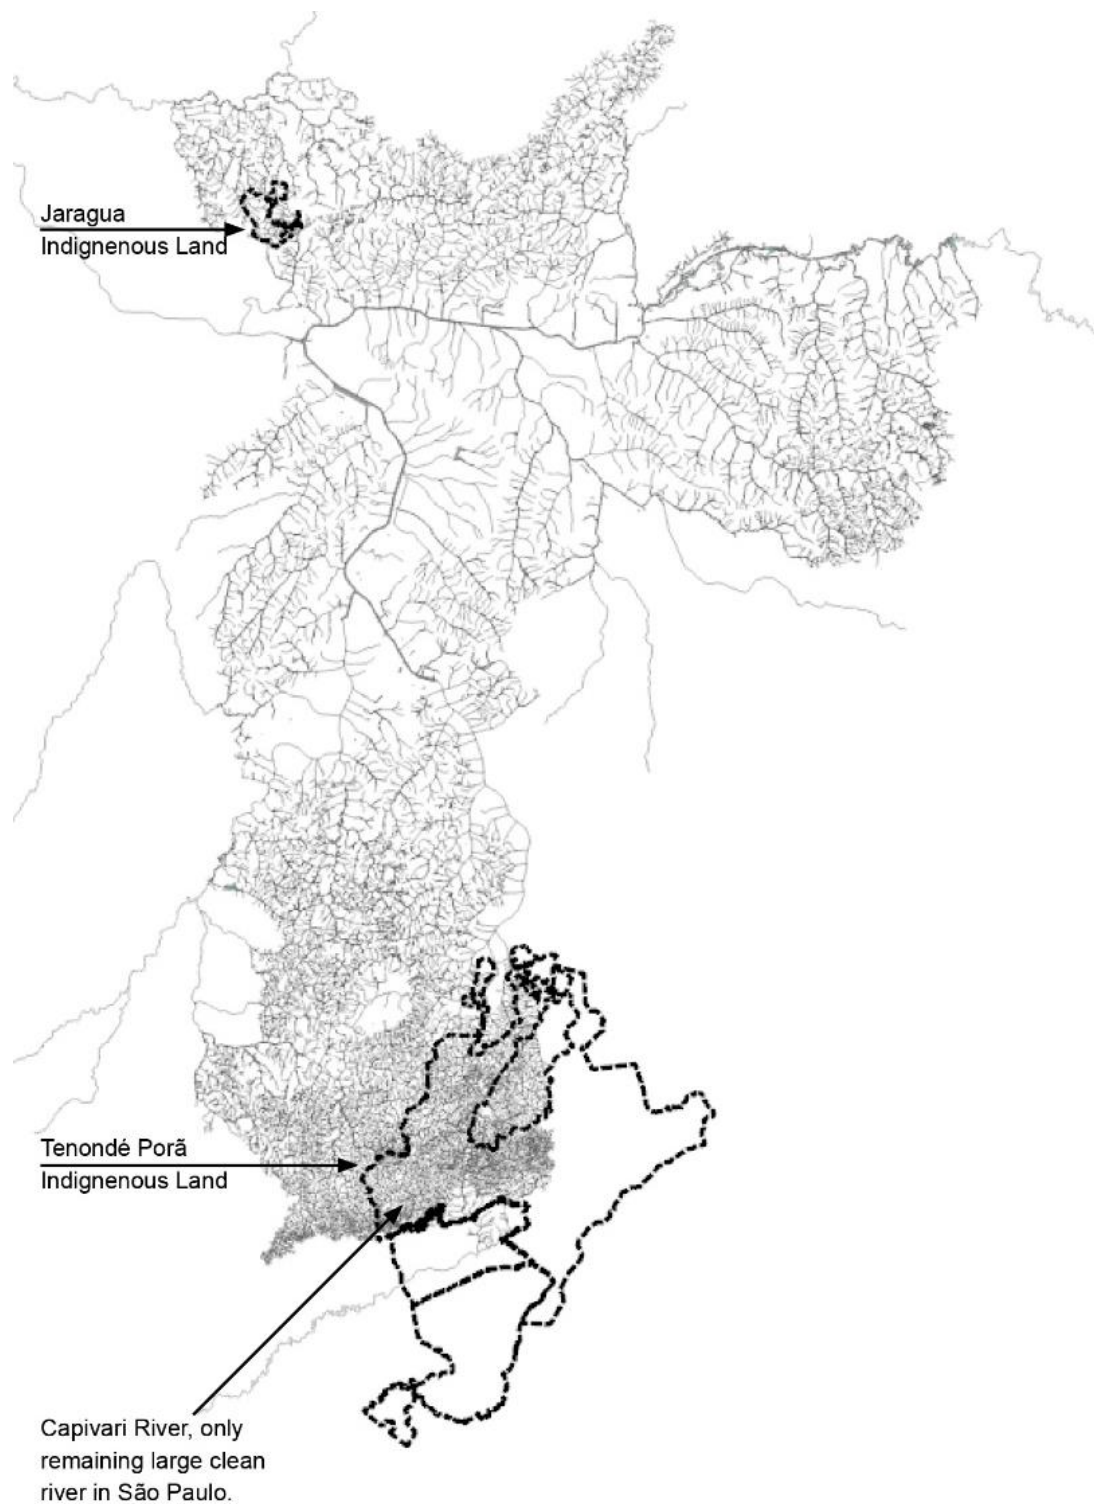 Jaragua
Indignenous Land
Tenondé Porã
Indignenous Land
Capivari River, only
remaining large clean
river in São Paulo.